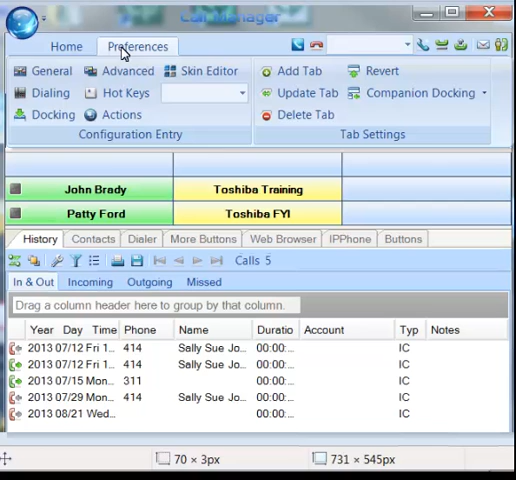 Call Manager
Home Preferences
General Advanced Skin Editor Add Tab Revert
Dialing Hot Keys Update Tab Companion Docking
Docking Actions Delete Tab
Configuration Entry Tab Settings
John Brady Toshiba Training
Patty Ford Toshiba FYI
History Contacts Dialer More Buttons Web Browser IPPhone Buttons
Calls 5
In & Out Incoming Outgoing Missed
Drag a column header here to group by that column.
Year Day Time Phone Name Duratio Account Typ Notes
2013 07/12 Fri 1... 414 Sally Sue Jo... 00:00:... IC
2013 07/12 Fri 1... 414 Sally Sue Jo... 00:00:... IC
2013 07/15 Mon... 311 00:00:... IC
2013 07/29 Mon... 414 Sally Sue Jo... 00:00:... IC
2013 08/21 Wed... 00:00:... IC
70 × 3px 731 × 545px